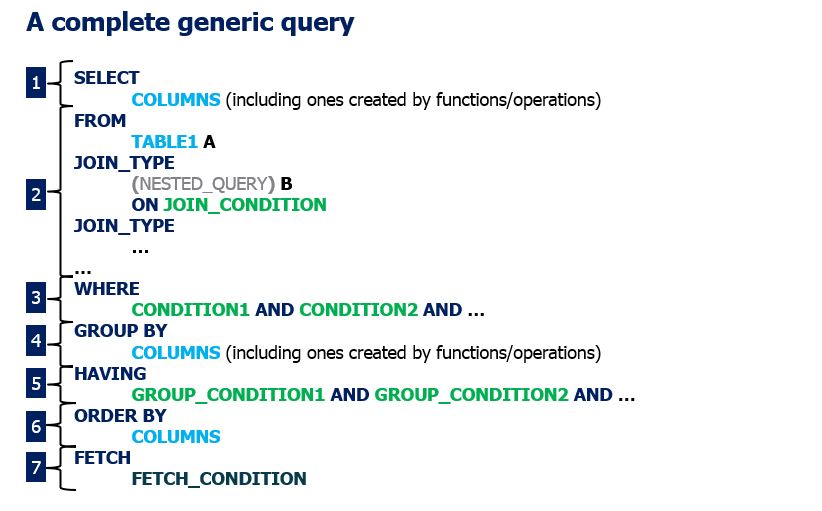 A complete generic query
1 SELECT
COLUMNS (including ones created by functions/operations)
FROM
TABLE1 A
JOIN_TYPE
2 (NESTED_QUERY) B
ON JOIN_CONDITION
JOIN_TYPE
...
...
3 WHERE
CONDITION1 AND CONDITION2 AND ...
4 GROUP BY
COLUMNS (including ones created by functions/operations)
5 HAVING
GROUP_CONDITION1 AND GROUP_CONDITION2 AND ...
6 ORDER BY
COLUMNS
7 FETCH
FETCH_CONDITION